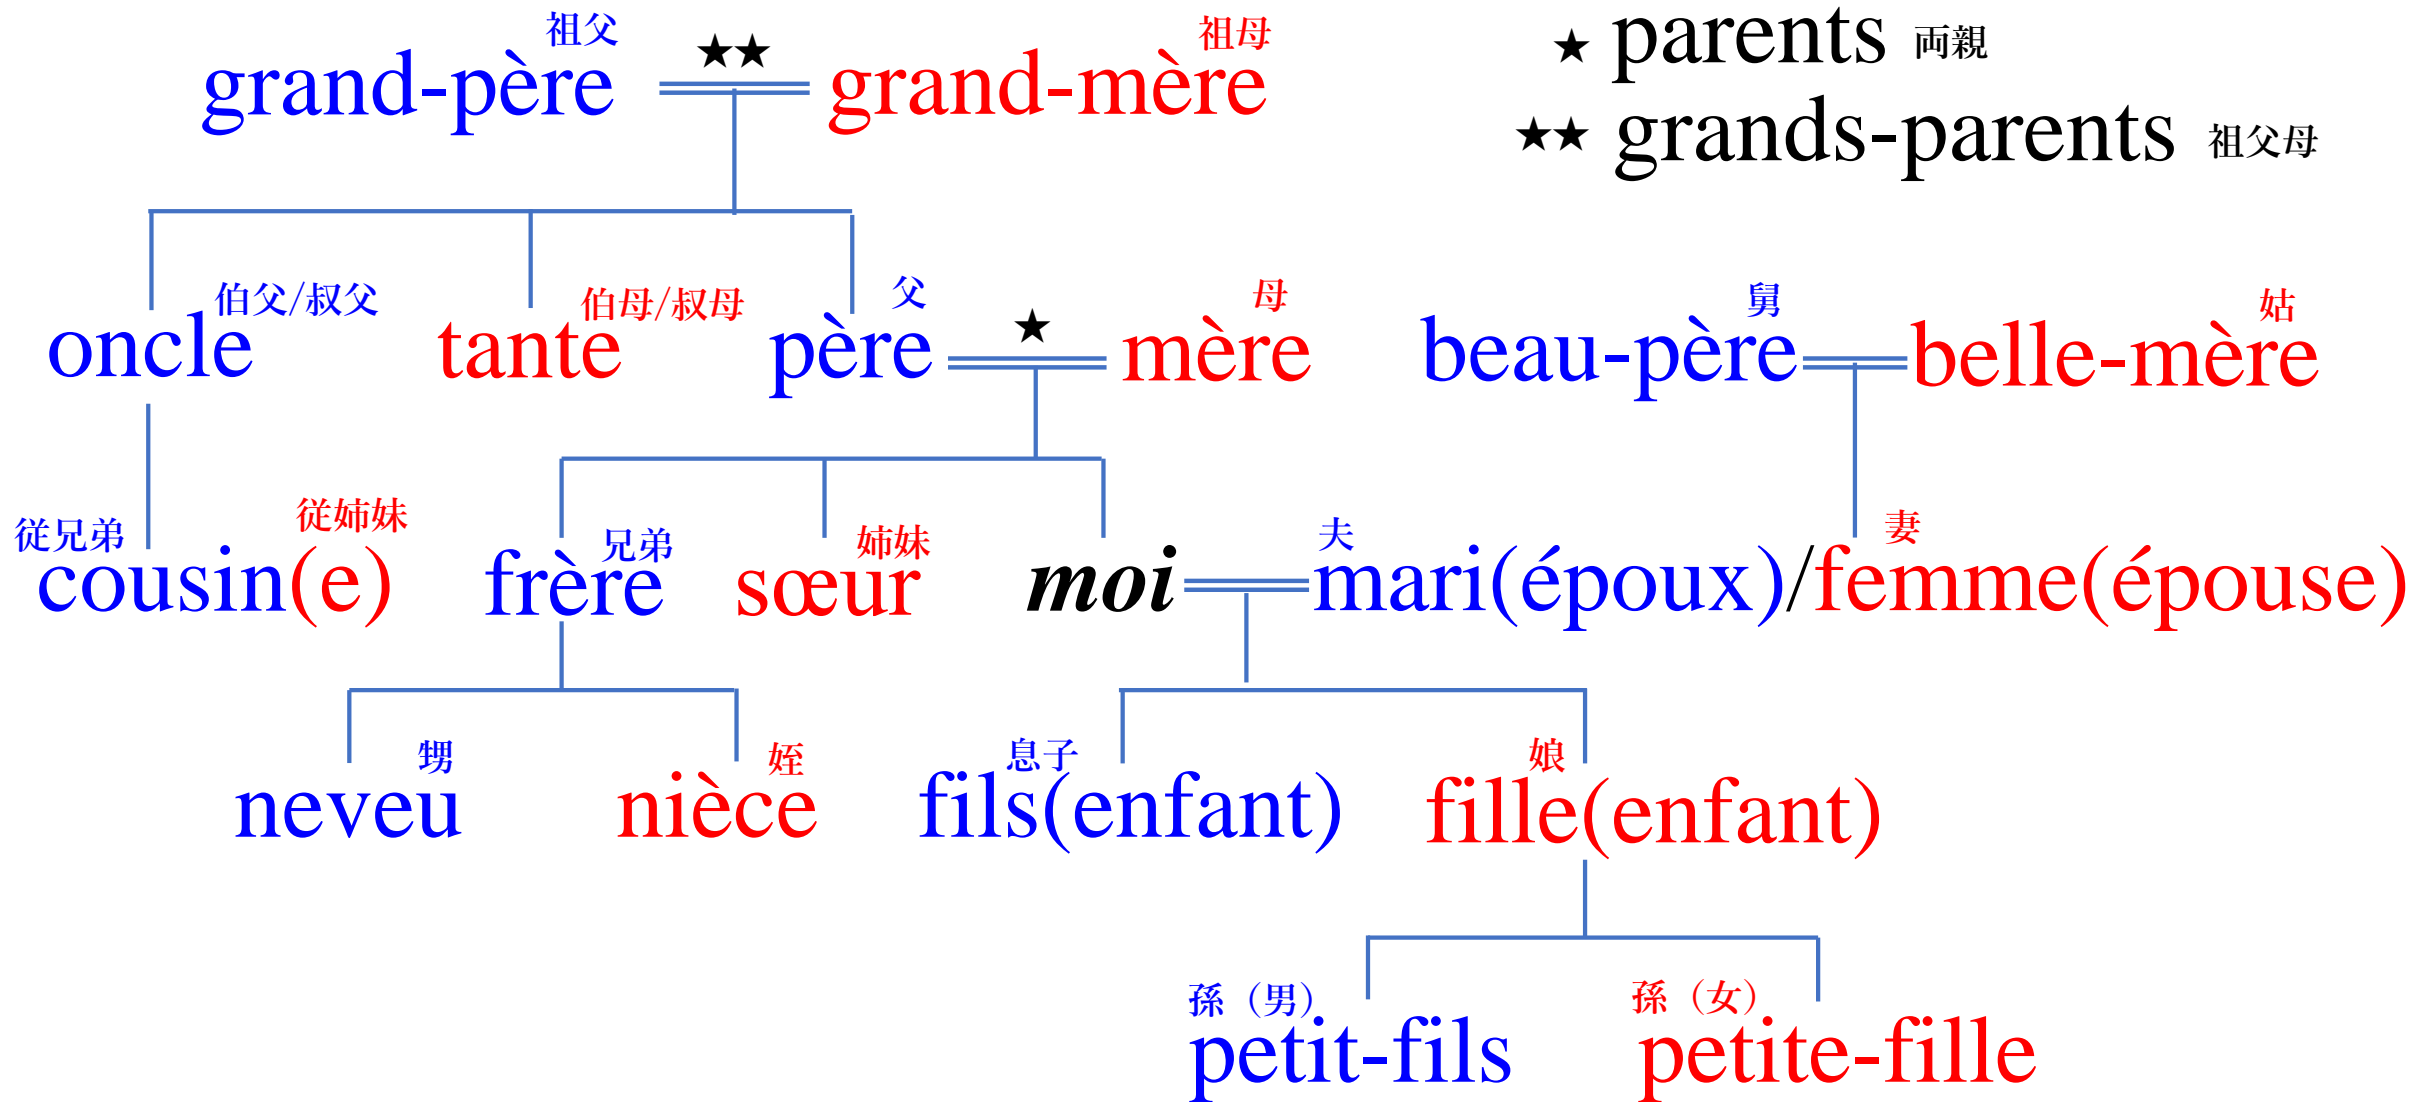 祖父
grand-père
★★
祖母
grand-mère
★ parents 両親
★★ grands-parents 祖父母
伯父/叔父
oncle
伯母/叔母
tante
父
père
★
母
mère
舅
beau-père
姑
belle-mère
従兄弟
従姉妹
cousin(e)
兄弟
frère
姉妹
sœur
moi
夫
妻
mari(époux)/femme(épouse)
甥
neveu
姪
nièce
息子
fils(enfant)
娘
fille(enfant)
孫（男）
petit-fils
孫（女）
petite-fille